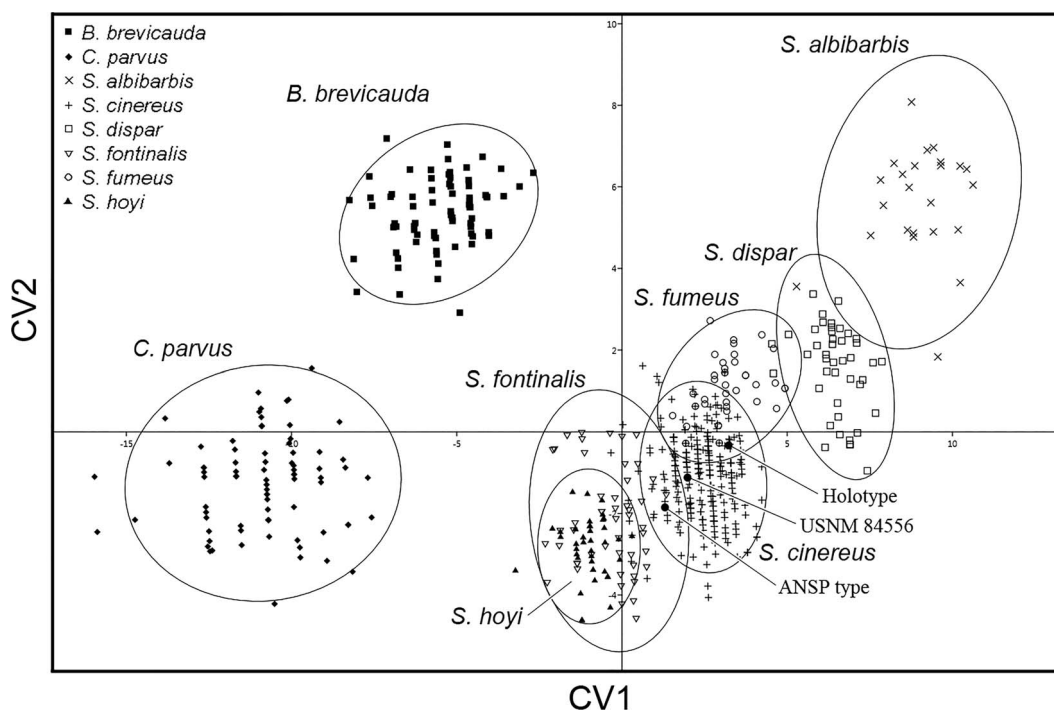 B. brevicauda
C. parvus
S. albibarbis
S. cinereus
S. dispar
S. fontinalis
S. fumeus
S. hoyi
10
S. albibarbis
B. brevicauda
8
6
S. dispar
4
S. fumeus
CV2
C. parvus
2
S. fontinalis
-15
-10
-5
5
10
Holotype
USNM 84556
S. cinereus
ANSP type
-4
S. hoyi
CV1